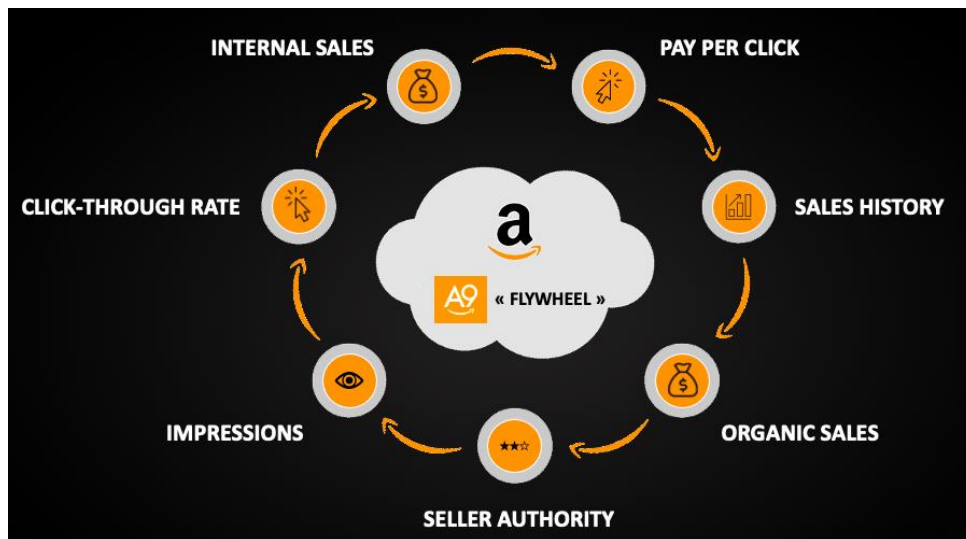 INTERNAL SALES
PAY PER CLICK
CLICK-THROUGH RATE
SALES HISTORY
a
A9 « FLYWHEEL »
IMPRESSIONS
ORGANIC SALES
SELLER AUTHORITY